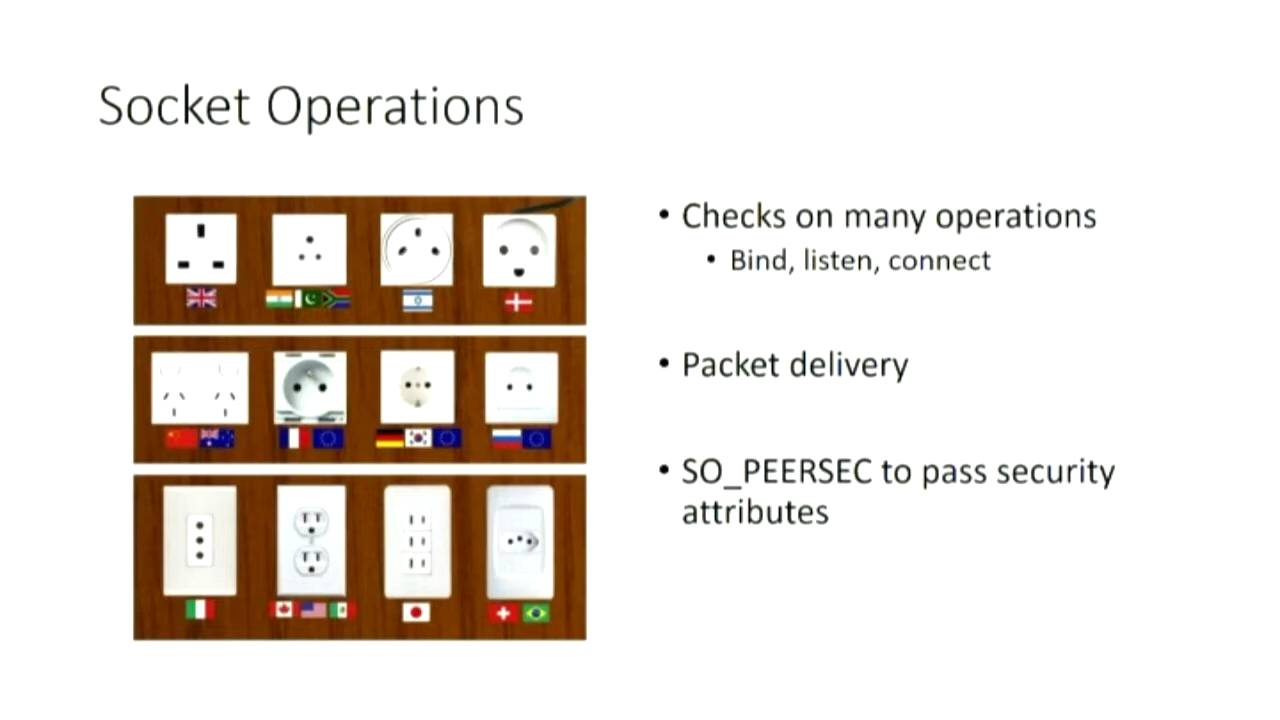 Socket Operations
• Checks on many operations
• Bind, listen, connect
• Packet delivery
• SO_PEERSEC to pass security
attributes